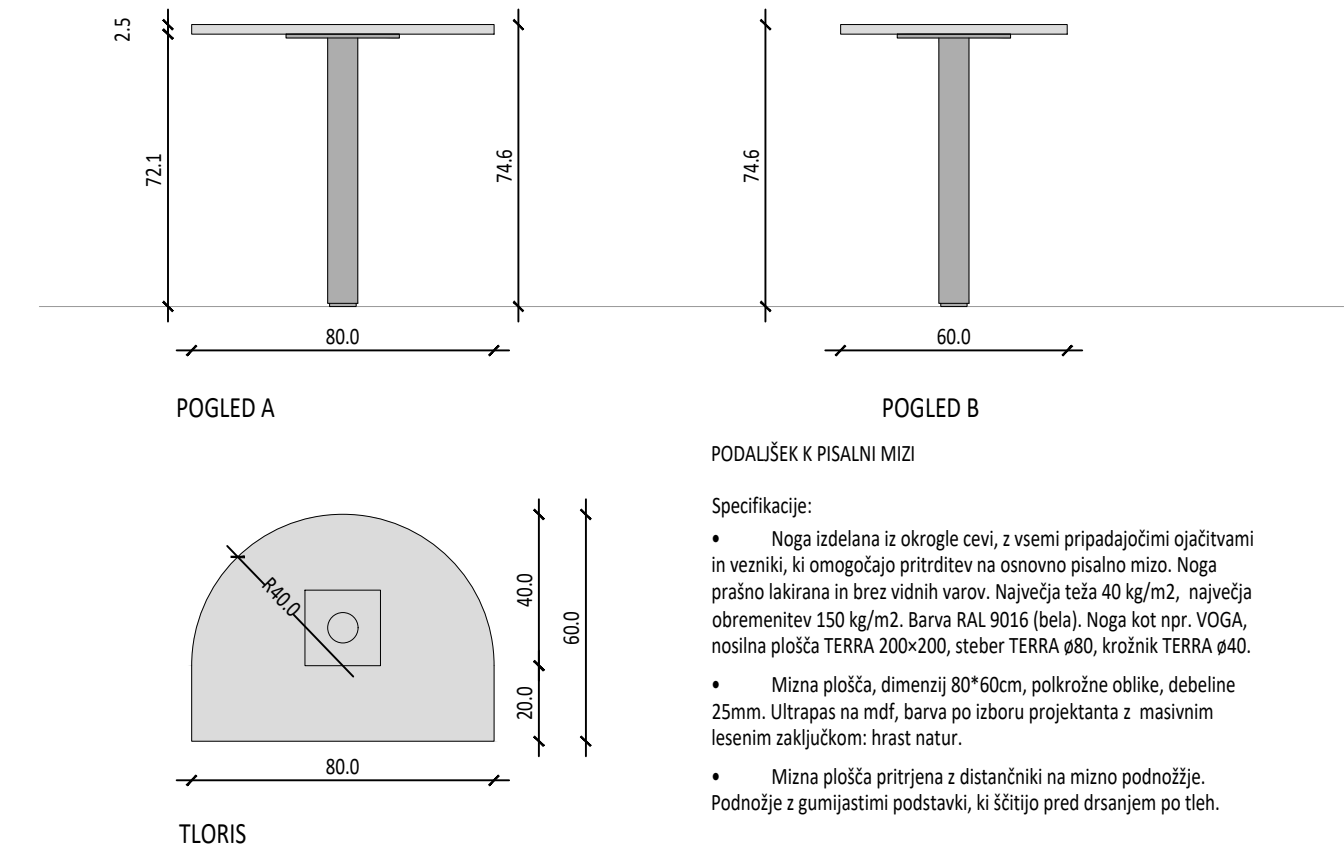 2.5
72.1
74.6
74.6
80.0
60.0
POGLED A
POGLED B
PODALJŠEK K PISALNI MIZI
Specifikacije:
• Noga izdelana iz okrogle cevi, z vsemi pripadajočimi ojačitvami
in vezniki, ki omogočajo pritrditev na osnovno pisalno mizo. Noga
prašno lakirana in brez vidnih varov. Največja teža 40 kg/m2, največja
obremenitev 150 kg/m2. Barva RAL 9016 (bela). Noga kot npr. VOGA,
nosilna plošča TERRA 200×200, steber TERRA ø80, krožnik TERRA ø40.
• Mizna plošča, dimenzij 80*60cm, polkrožne oblike, debeline
25mm. Ultrapas na mdf, barva po izboru projektanta z masivnim
lesenim zaključkom: hrast natur.
• Mizna plošča pritrjena z distančniki na mizno podnožžje.
Podnožje z gumijastimi podstavki, ki ščitijo pred drsanjem po tleh.
R40.0
40.0
60.0
20.0
80.0
TLORIS